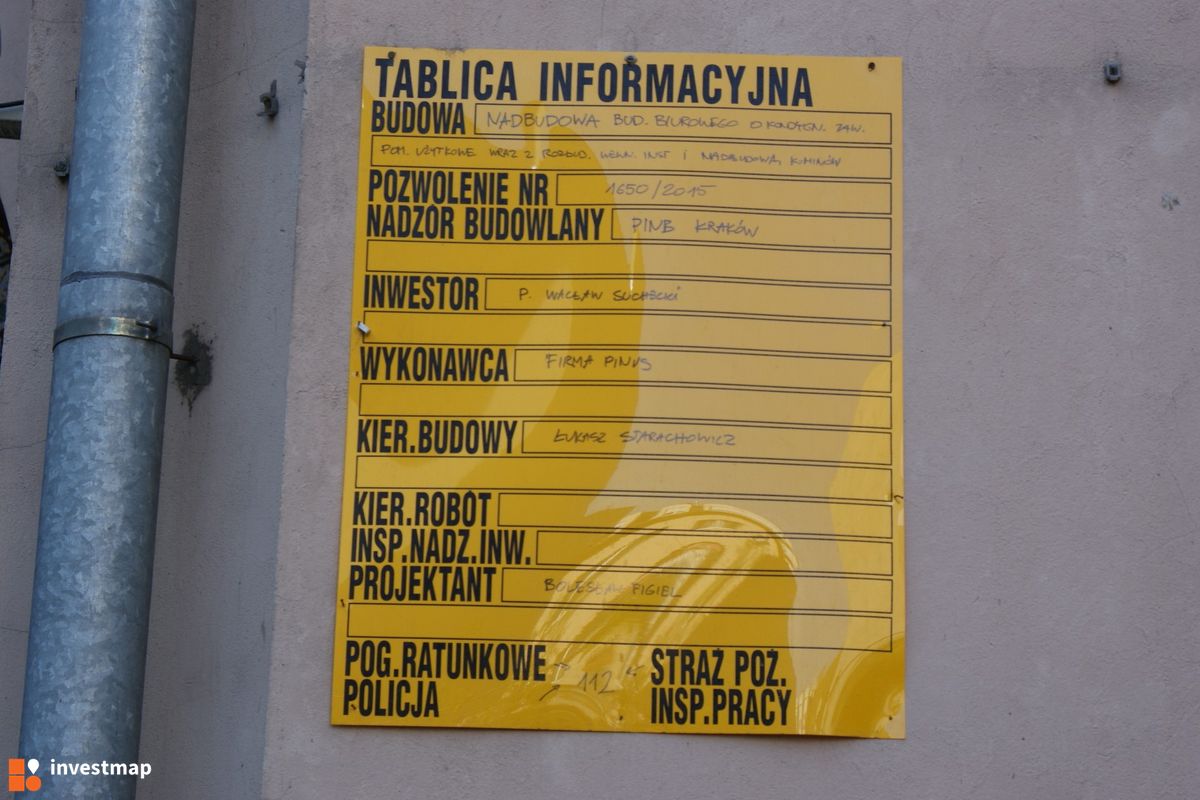 TABLICA INFORMACYJNA
BUDOWA NADBUDOWA BUD. BIUROWEGO O KONDYGN. ZAW.
POM. UŻYTKOWE WRAZ Z ROZBUD. WEWN. INST I NADBUDOWĄ KOMINÓW
POZWOLENIE NR 1650/2015
NADZÓR BUDOWLANY PINB KRAKÓW
INWESTOR P. WACŁAW SUCHECKI
WYKONAWCA FIRMA PINUS
KIER.BUDOWY ŁUKASZ STARACHOWICZ
KIER.ROBÓT
INSP.NADZ.INW.
PROJEKTANT BOLESŁAW FIGIEL
POG.RATUNKOWE 112 STRAŻ POŻ.
POLICJA INSP.PRACY
investmap